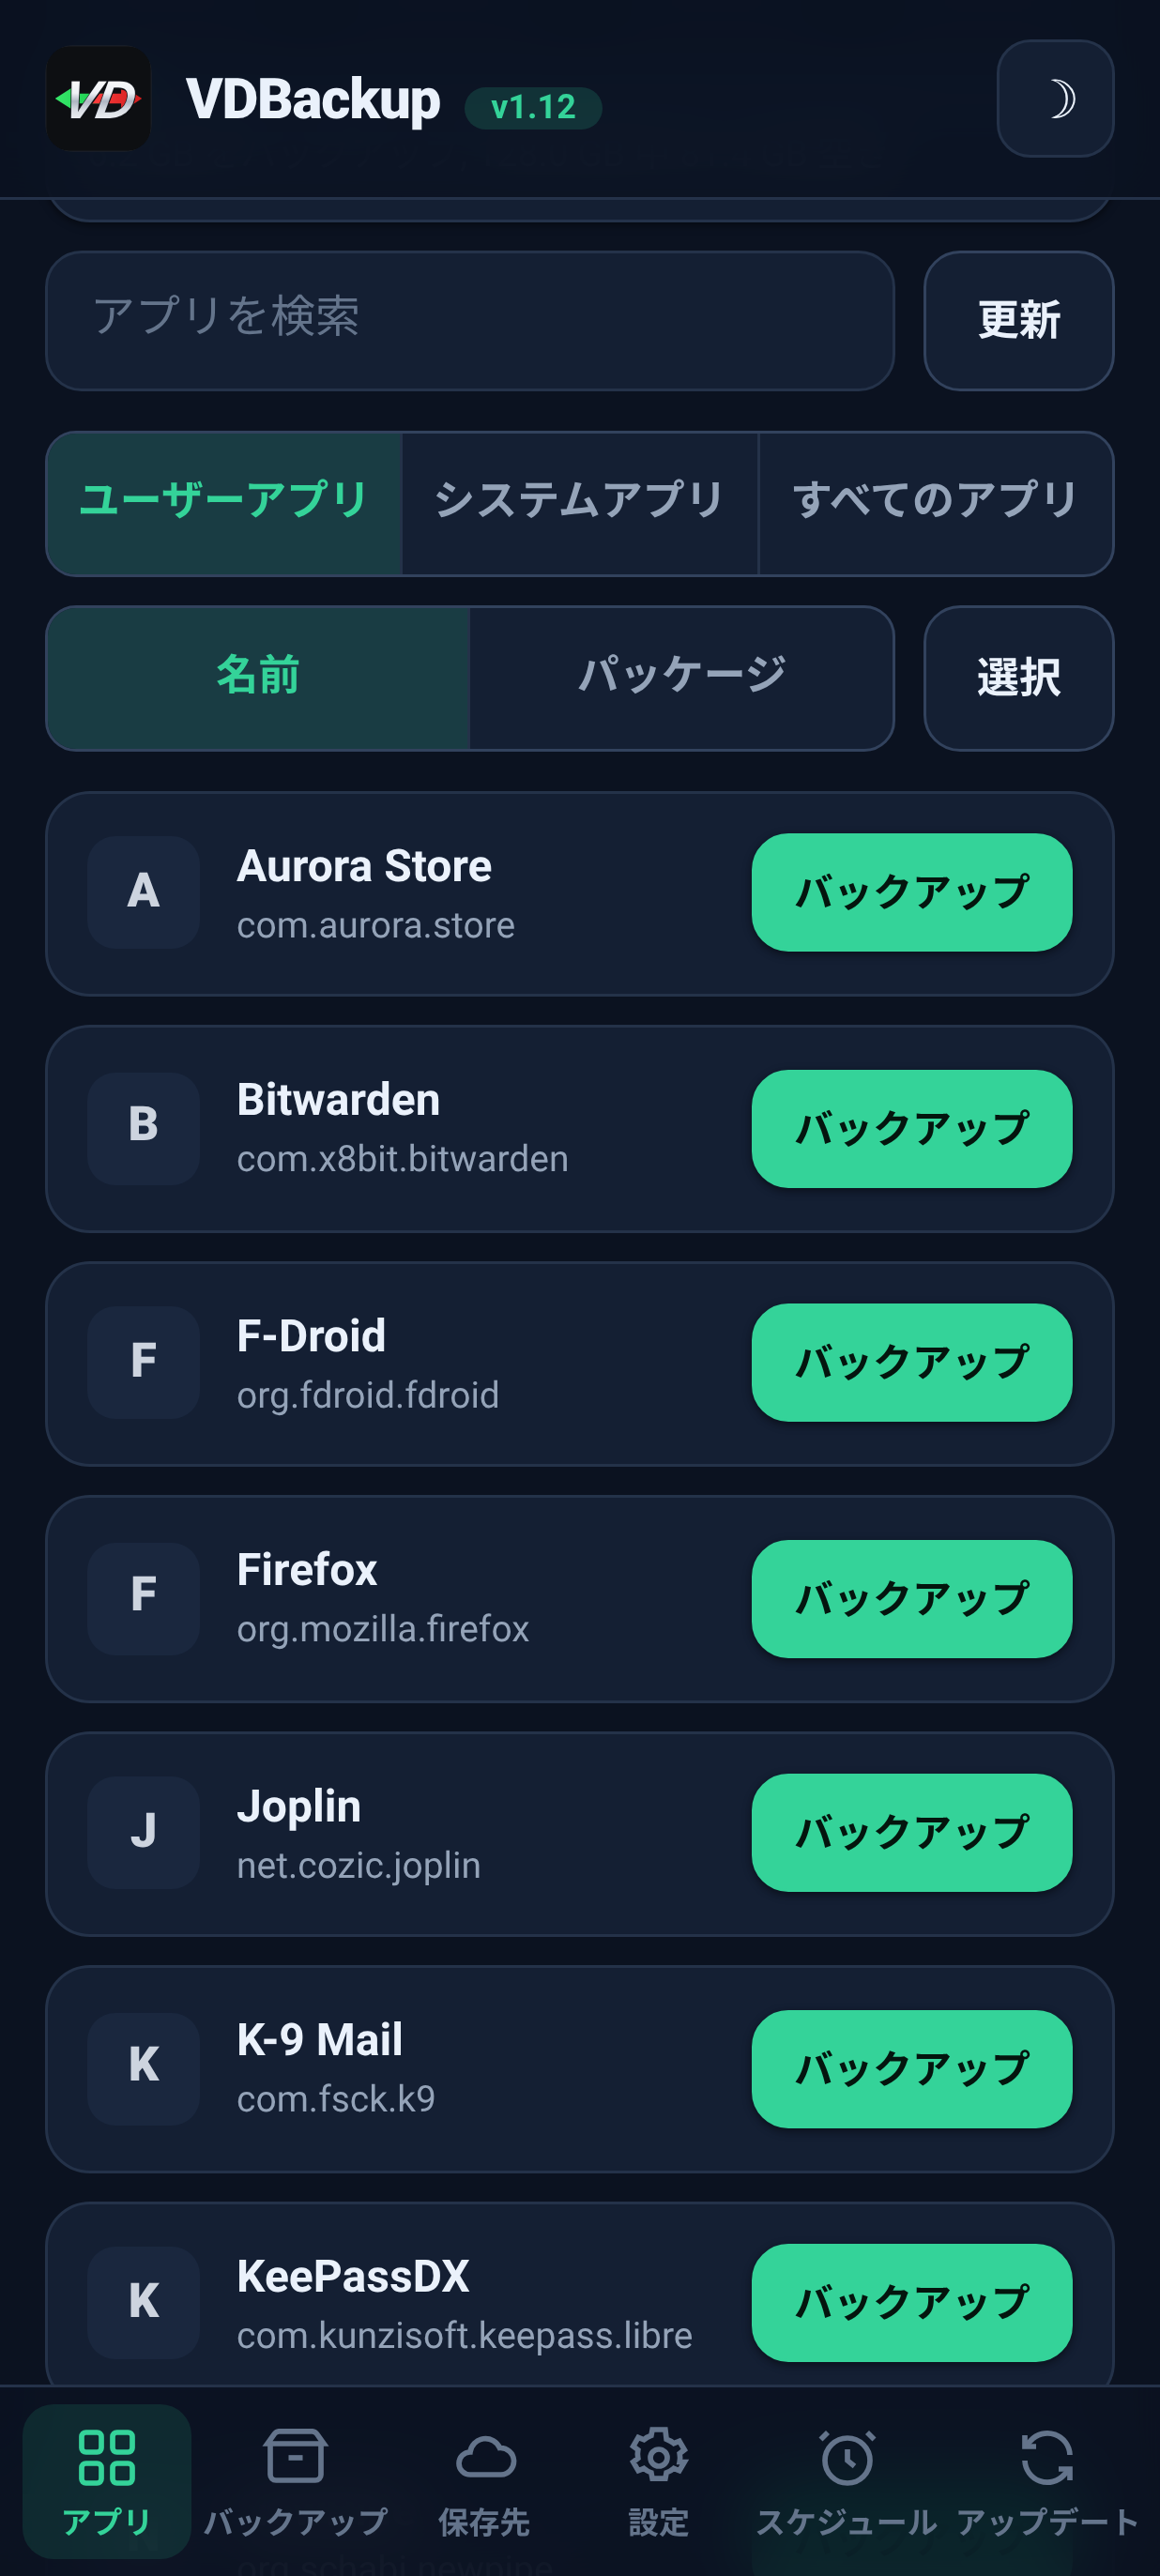 VD
VDBackup v1.12
アプリを検索
更新
ユーザーアプリ
システムアプリ
すべてのアプリ
名前
パッケージ
選択
A
Aurora Store
com.aurora.store
バックアップ
B
Bitwarden
com.x8bit.bitwarden
バックアップ
F
F-Droid
org.fdroid.fdroid
バックアップ
F
Firefox
org.mozilla.firefox
バックアップ
J
Joplin
net.cozic.joplin
バックアップ
K
K-9 Mail
com.fsck.k9
バックアップ
K
KeePassDX
com.kunzisoft.keepass.libre
バックアップ
アプリ
バックアップ
保存先
設定
スケジュール
アップデート
org.schabi.newpipe